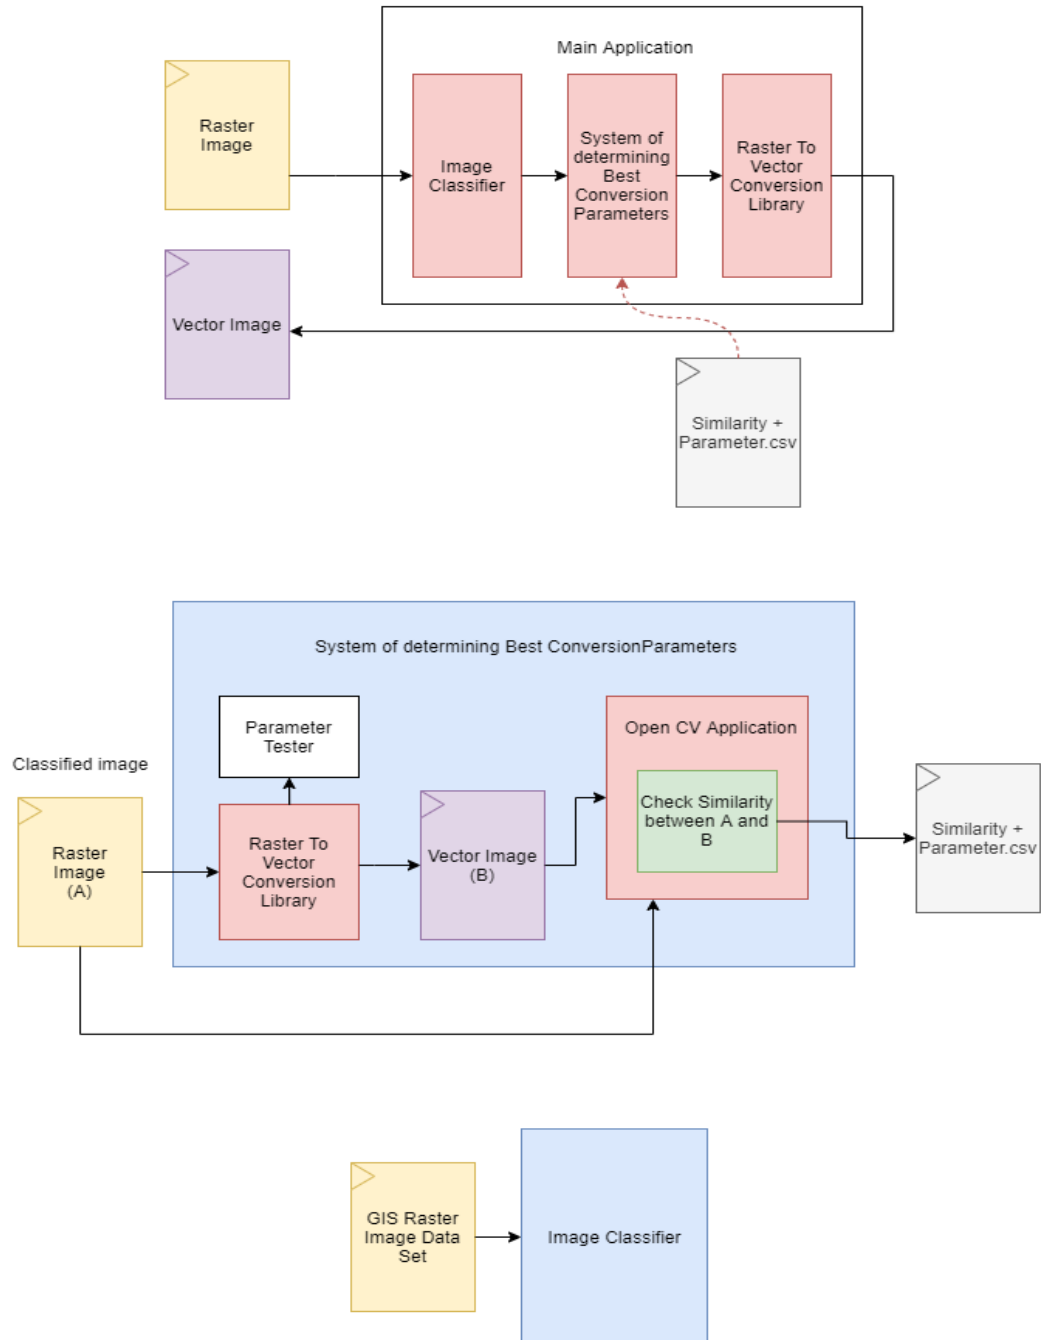 Main Application
Raster
Image
Image
Classifier
System of
determining
Best
Conversion
Parameters
Raster To
Vector
Conversion
Library
Vector Image
Similarity +
Parameter.csv
System of determining Best ConversionParameters
Parameter
Tester
Open CV Application
Classified image
Check Similarity
between A and
B
Raster
Image
(A)
Raster To
Vector
Conversion
Library
Vector Image
(B)
Similarity +
Parameter.csv
GIS Raster
Image Data
Set
Image Classifier